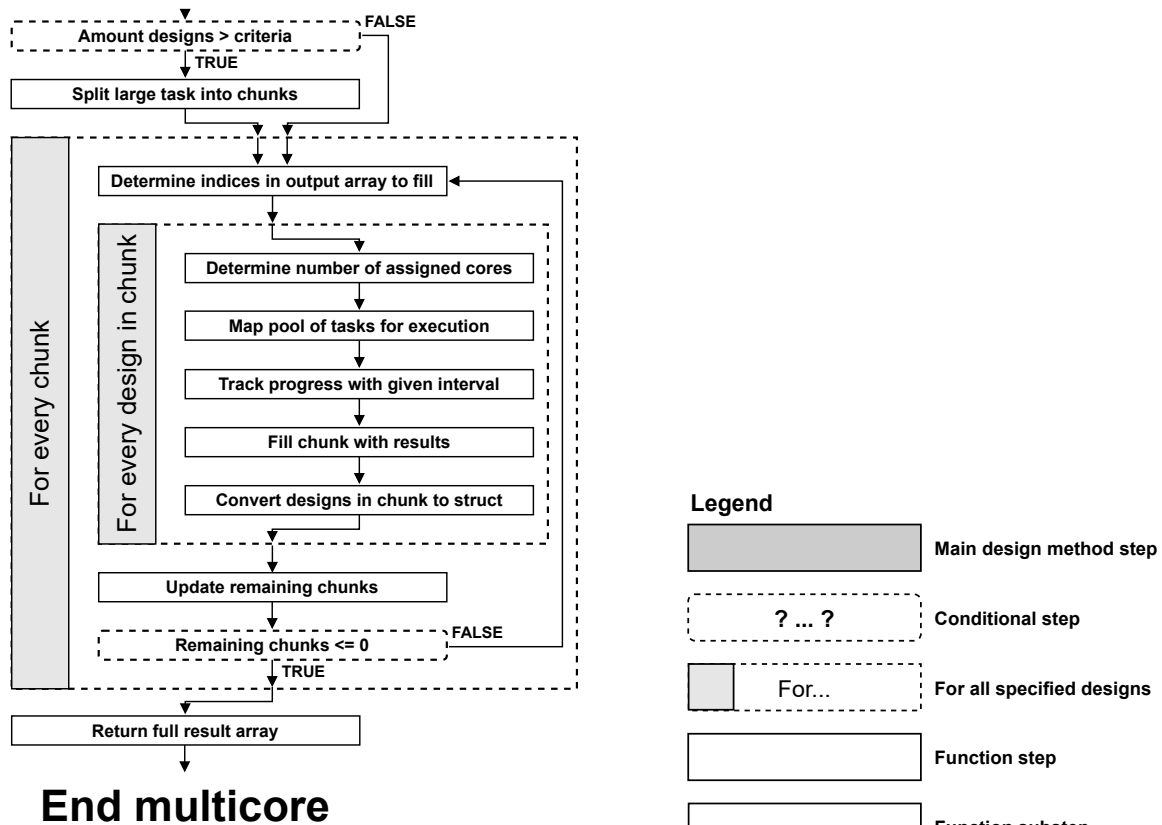 Amount designs > criteria
FALSE
TRUE
Split large task into chunks
For every chunk
Determine indices in output array to fill
For every design in chunk
Determine number of assigned cores
Map pool of tasks for execution
Track progress with given interval
Fill chunk with results
Convert designs in chunk to struct
Update remaining chunks
Remaining chunks <= 0
FALSE
TRUE
Return full result array
End multicore
Legend
Main design method step
? ... ?
Conditional step
For...
For all specified designs
Function step